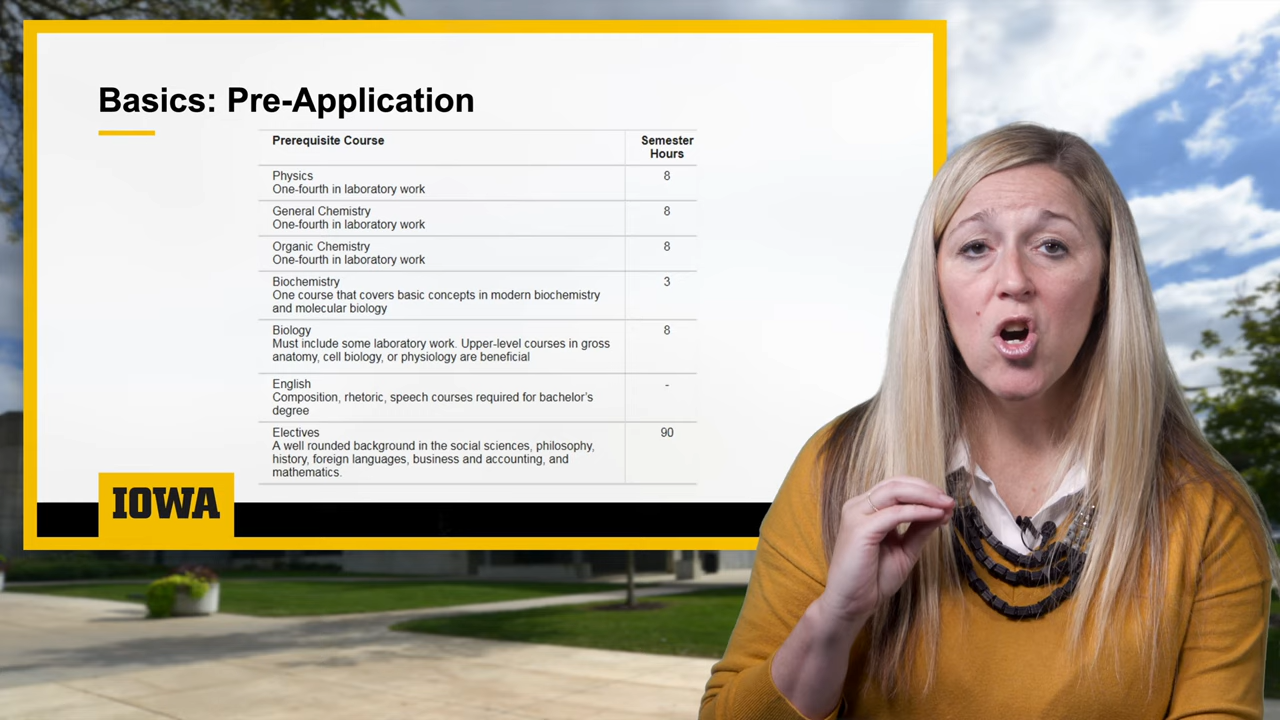 Basics: Pre-Application
Prerequisite Course
Semester
Hours
Physics
8
One-fourth in laboratory work
General Chemistry
8
One-fourth in laboratory work
Organic Chemistry
8
One-fourth in laboratory work
Biochemistry
3
One course that covers basic concepts in modern biochemistry
and molecular biology
Biology
8
Must include some laboratory work. Upper-level courses in gross
anatomy, cell biology, or physiology are beneficial
English
-
Composition, rhetoric, speech courses required for bachelor's
degree
Electives
90
A well rounded background in the social sciences, philosophy,
history, foreign languages, business and accounting, and
mathematics.
IOWA